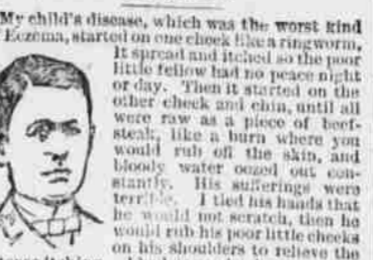 My child's disease, which was the worst kind
Eczema, started on one cheek like a ringworm,
It spread and itched so the poor
little fellow had no peace night
or day. Then it started on the
other cheek and chin, until all
were raw as a piece of beef-
steak, like a burn where you
would rub off the skin, and
bloody water oozed out con-
stantly. His sufferings were
terrible. I tied his hands that
he would not scratch, then he
would rub his poor little cheeks
on his shoulders to relieve the